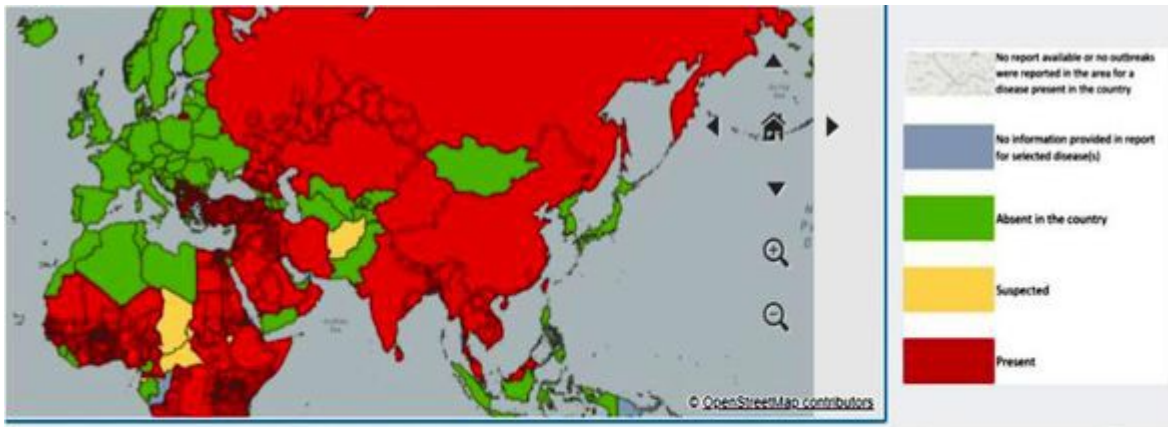 No report available or no outbreaks
were reported in the area for a
disease present in the country
No information provided in report
for selected disease(s)
Absent in the country
Suspected
Present
© OpenStreetMap contributors